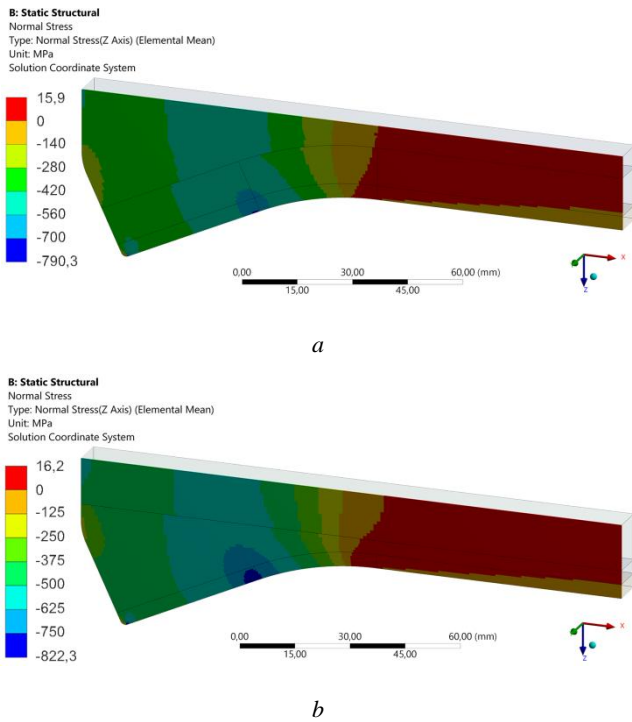 B: Static Structural
Normal Stress
Type: Normal Stress(Z Axis) (Elemental Mean)
Unit: MPa
Solution Coordinate System
15,9
0
-140
-280
-420
-560
-700
-790,3
0,00 30,00 60,00 (mm)
15,00 45,00
X
Z
a
B: Static Structural
Normal Stress
Type: Normal Stress(Z Axis) (Elemental Mean)
Unit: MPa
Solution Coordinate System
16,2
0
-125
-250
-375
-500
-625
-750
-822,3
0,00 30,00 60,00 (mm)
15,00 45,00
X
Z
b